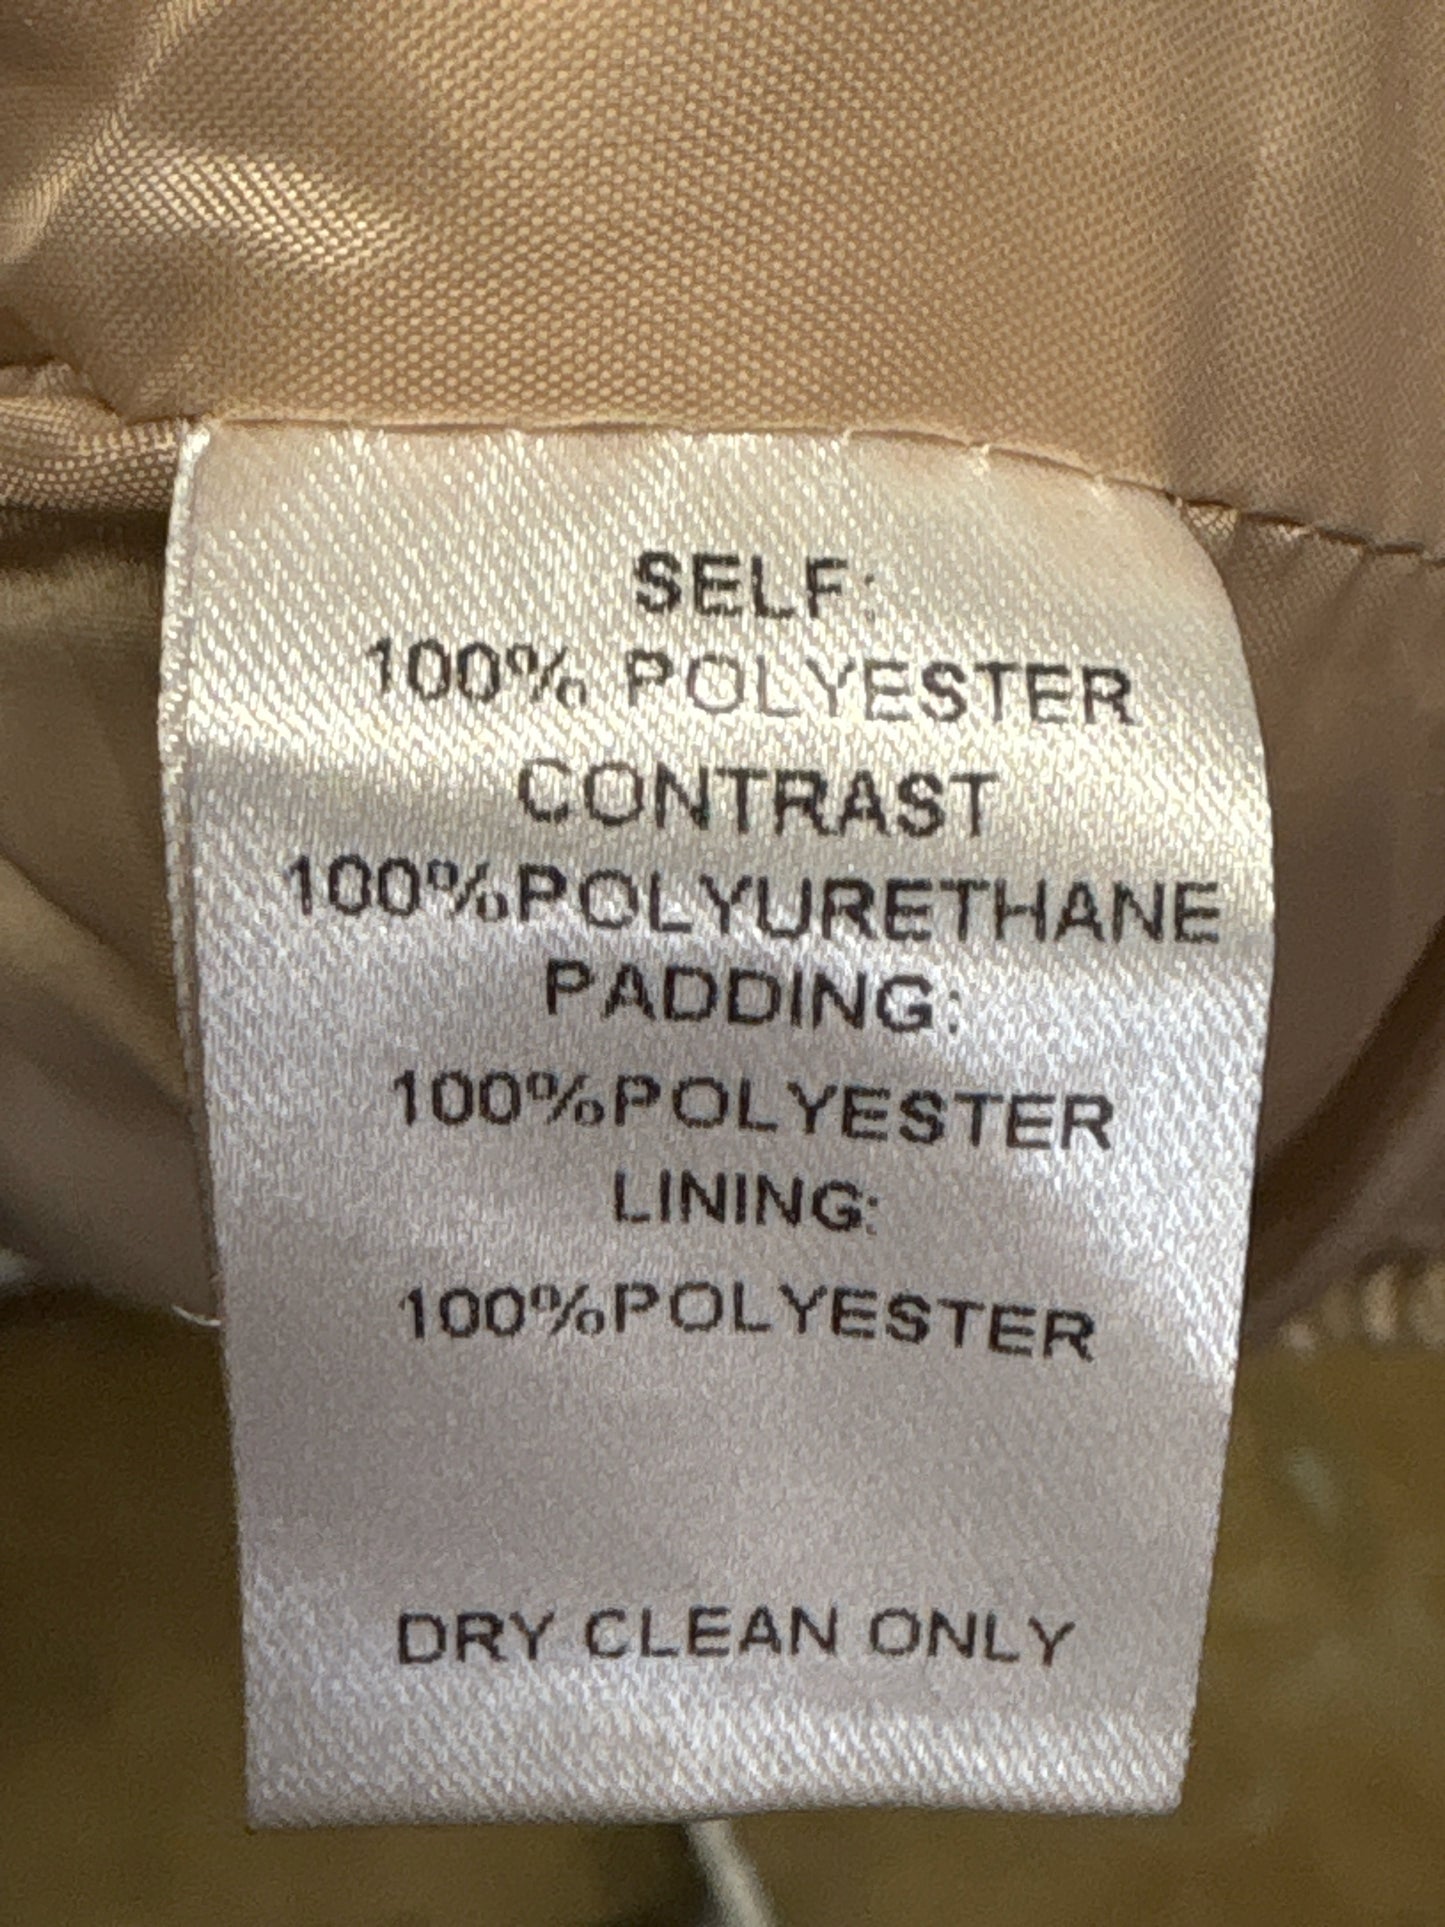 SELF:
100% POLYESTER
CONTRAST
100%POLYURETHANE
PADDING:
100%POLYESTER
LINING:
100%POLYESTER
DRY CLEAN ONLY